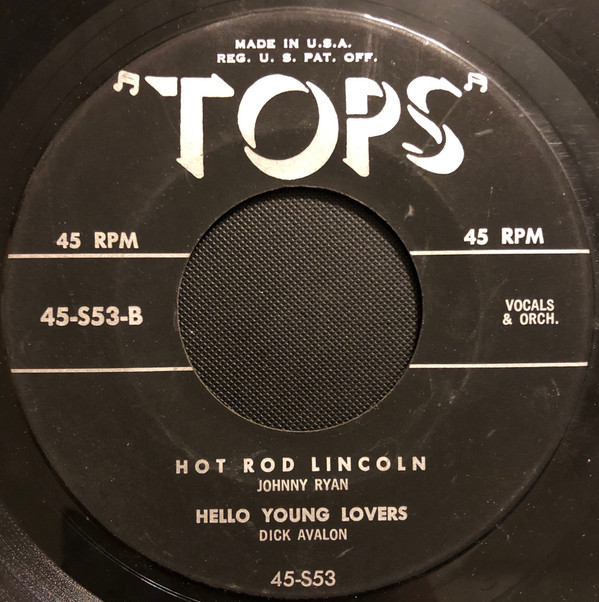 MADE IN U.S.A.
REG. U. S. PAT. OFF.
"TOPS"
45 RPM
45 RPM
45-S53-B
VOCALS
& ORCH.
HOT ROD LINCOLN
JOHNNY RYAN
HELLO YOUNG LOVERS
DICK AVALON
45-S53